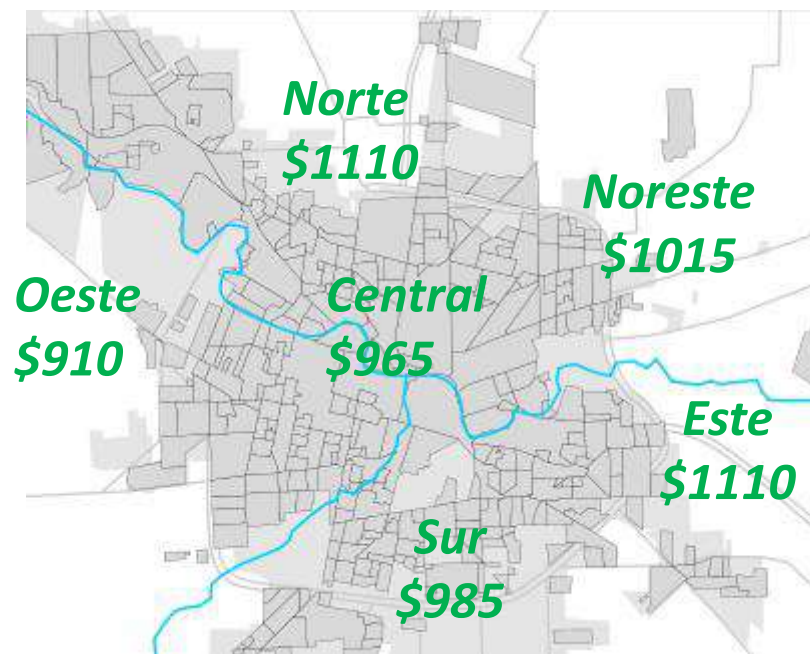 Norte
$1110
Noreste
$1015
Oeste
$910
Central
$965
Este
$1110
Sur
$985